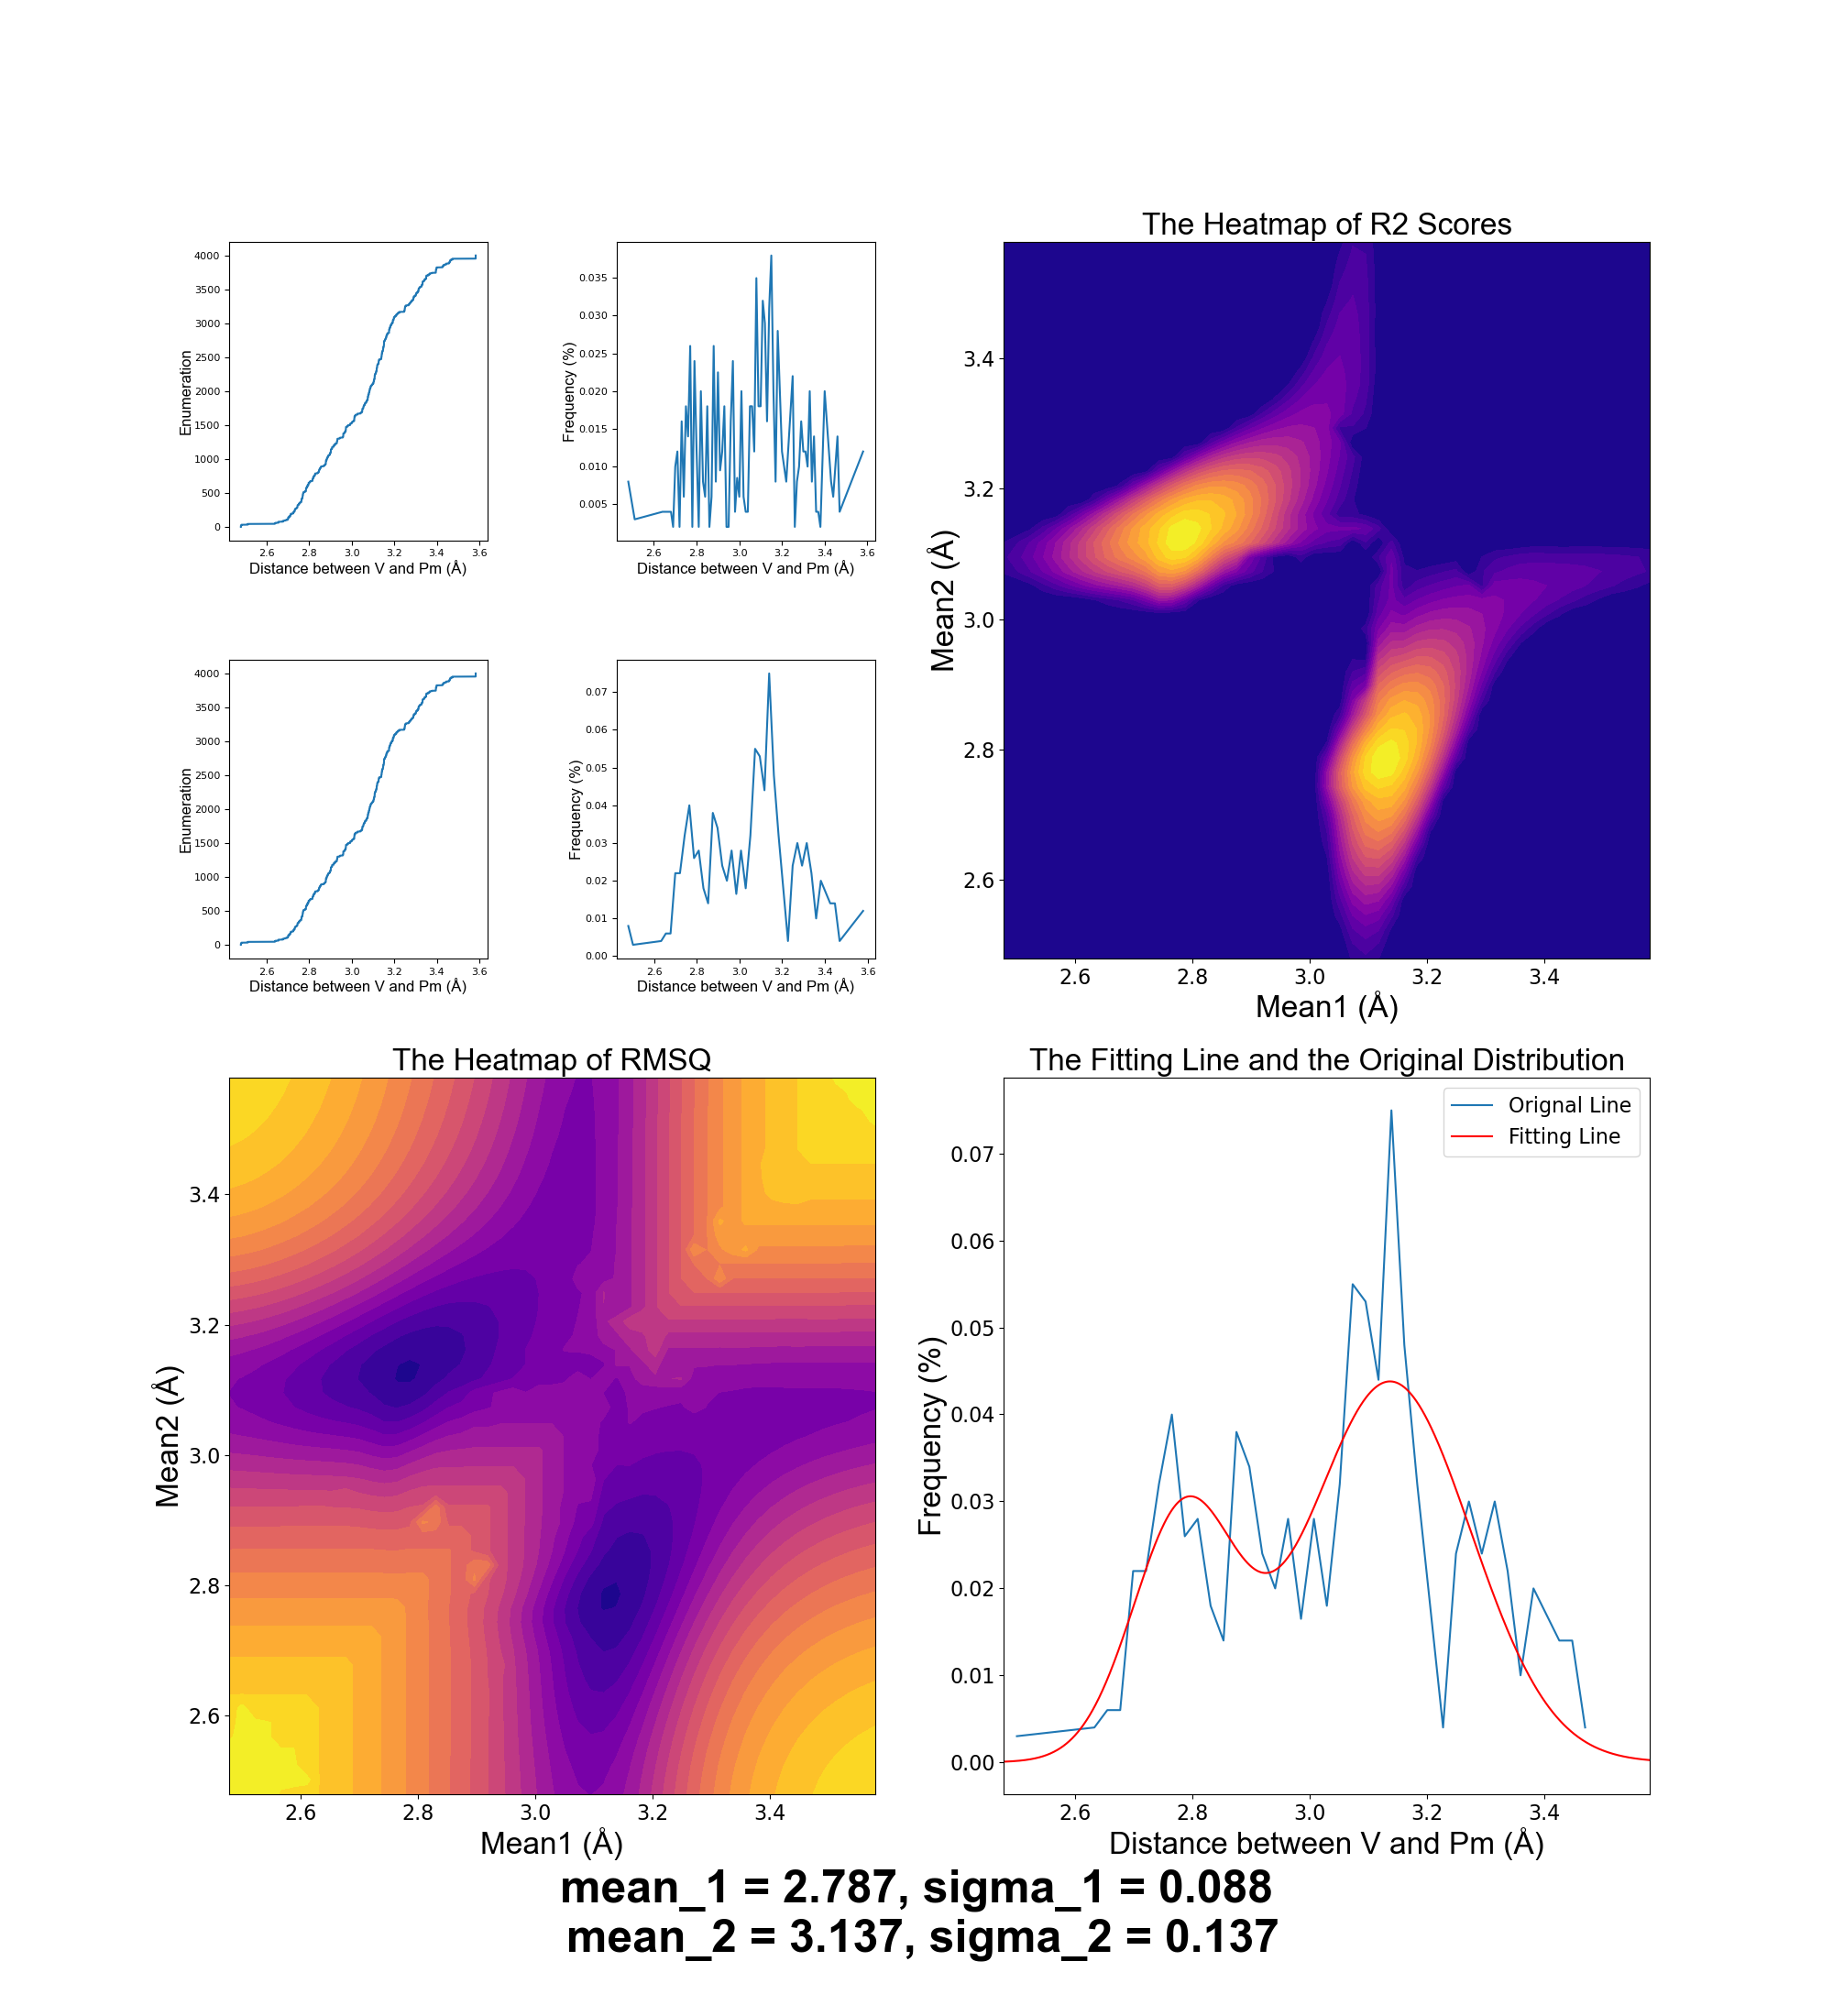 The Heatmap of R2 Scores
4000
3500
3000
2500
2000
1500
1000
500
0
Enumeration
2.6 2.8 3.0 3.2 3.4 3.6
Distance between V and Pm (Å)
0.035
0.030
0.025
0.020
0.015
0.010
0.005
Frequency (%)
2.6 2.8 3.0 3.2 3.4 3.6
Distance between V and Pm (Å)
3.4
3.2
3.0
2.8
2.6
Mean2 (Å)
2.6 2.8 3.0 3.2 3.4
Mean1 (Å)
4000
3500
3000
2500
2000
1500
1000
500
0
Enumeration
2.6 2.8 3.0 3.2 3.4 3.6
Distance between V and Pm (Å)
0.07
0.06
0.05
0.04
0.03
0.02
0.01
0.00
Frequency (%)
2.6 2.8 3.0 3.2 3.4 3.6
Distance between V and Pm (Å)
The Heatmap of RMSQ
3.4
3.2
3.0
2.8
2.6
Mean2 (Å)
2.6 2.8 3.0 3.2 3.4
Mean1 (Å)
The Fitting Line and the Original Distribution
Orignal Line
Fitting Line
0.07
0.06
0.05
0.04
0.03
0.02
0.01
0.00
Frequency (%)
2.6 2.8 3.0 3.2 3.4
Distance between V and Pm (Å)
mean_1 = 2.787, sigma_1 = 0.088
mean_2 = 3.137, sigma_2 = 0.137